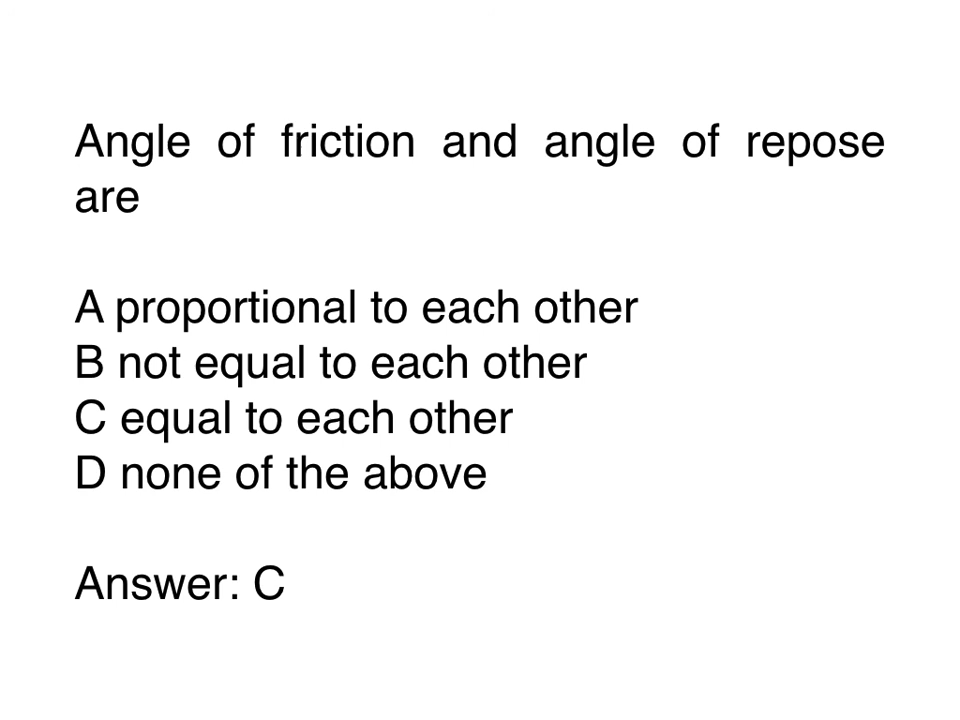 Angle of friction and angle of repose
are
A proportional to each other
B not equal to each other
C equal to each other
D none of the above
Answer: C